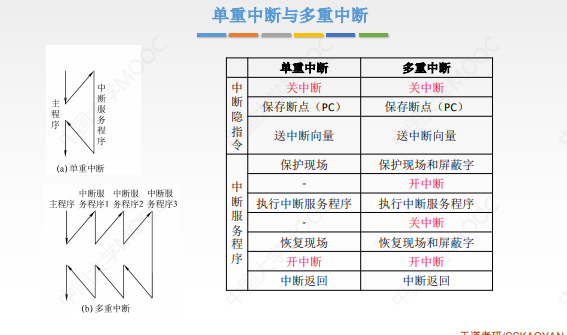 单重中断与多重中断
主程序
中断服务程序
(a) 单重中断
中断服 中断服 中断服
主程序 务程序1 务程序2 务程序3
(b) 多重中断
单重中断 多重中断
中断隐指令
关中断 关中断
保存断点（PC） 保存断点（PC）
送中断向量 送中断向量
中断服务程序
保护现场 保护现场和屏蔽字
- 开中断
执行中断服务程序 执行中断服务程序
- 关中断
恢复现场 恢复现场和屏蔽字
开中断 开中断
中断返回 中断返回